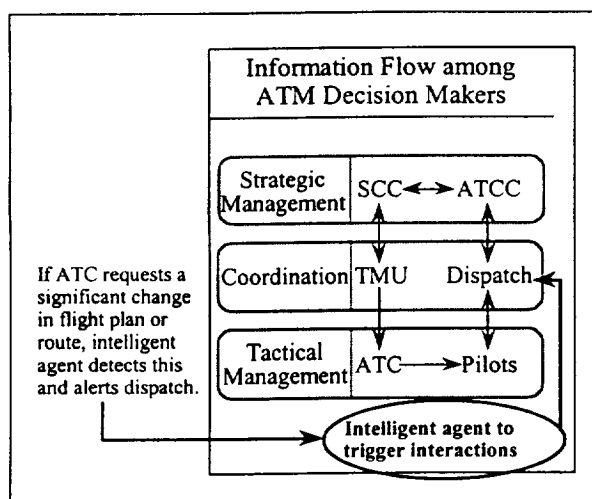 Information Flow among
ATM Decision Makers
Strategic
Management
SCC
ATCC
Coordination
TMU
Dispatch
Tactical
Management
ATC
Pilots
If ATC requests a
significant change
in flight plan or
route, intelligent
agent detects this
and alerts dispatch.
Intelligent agent to
trigger interactions